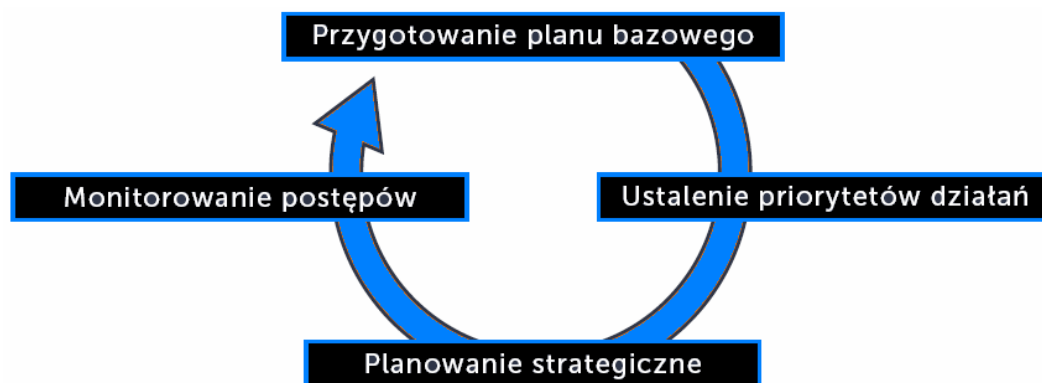 Przygotowanie planu bazowego
Monitorowanie postępów
Ustalenie priorytetów działań
Planowanie strategiczne